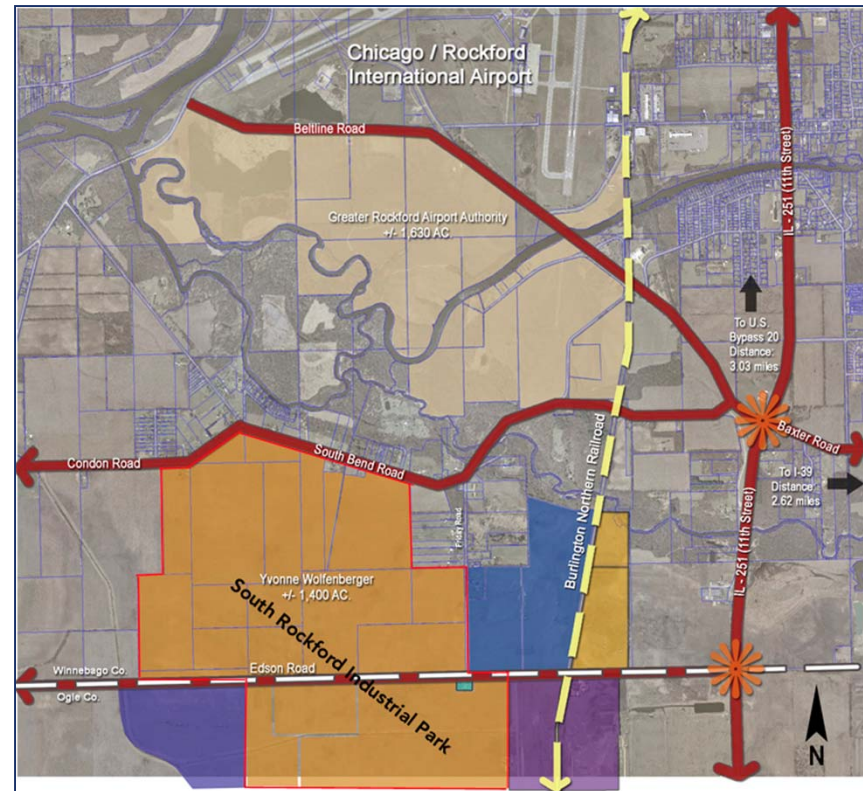 Chicago / Rockford
International Airport
Beltline Road
Greater Rockford Airport Authority
+/- 1,630 AC.
IL - 251 (11th Street)
To U.S.
Bypass 20
Distance:
3.03 miles
Baxter Road
To I-39
Distance:
2.62 miles
Condon Road
South Bend Road
Friday Road
Burlington Northern Railroad
IL - 251 (11th Street)
Yvonne Wolfenberger
+/- 1,400 AC.
South Rockford Industrial Park
Winnebago Co.
Edson Road
Ogle Co.
N